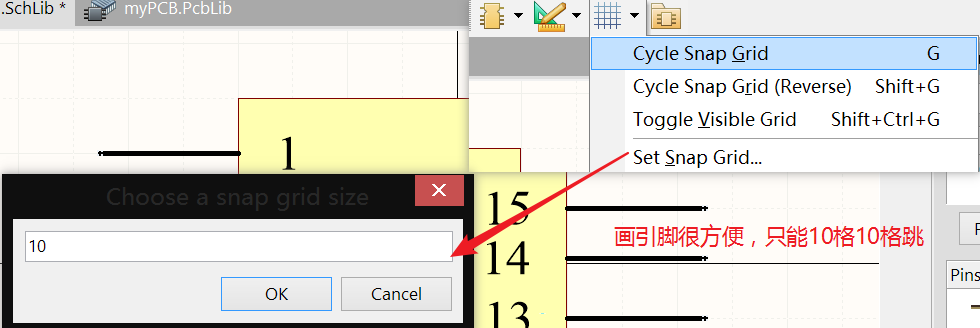 .SchLib *
myPCB.PcbLib
Cycle Snap Grid G
Cycle Snap Grid (Reverse) Shift+G
Toggle Visible Grid Shift+Ctrl+G
Set Snap Grid...
1
Choose a snap grid size
10
OK
Cancel
15
14
13
画引脚很方便，只能10格10格跳
P
Pins